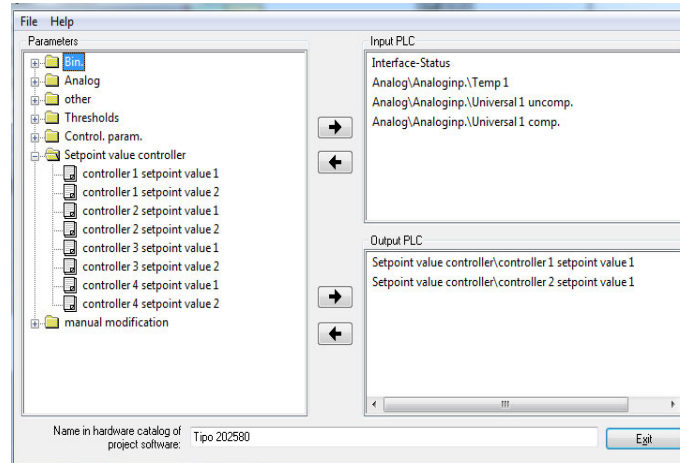 File Help
Parameters
Bin.
Analog
other
Thresholds
Control. param.
Setpoint value controller
controller 1 setpoint value 1
controller 1 setpoint value 2
controller 2 setpoint value 1
controller 2 setpoint value 2
controller 3 setpoint value 1
controller 3 setpoint value 2
controller 4 setpoint value 1
controller 4 setpoint value 2
manual modification
Input PLC
Interface-Status
Analog\Analoginp.\Temp 1
Analog\Analoginp.\Universal 1 uncomp.
Analog\Analoginp.\Universal 1 comp.
Output PLC
Setpoint value controller\controller 1 setpoint value 1
Setpoint value controller\controller 2 setpoint value 1
Name in hardware catalog of
project software:
Tipo 202580
Exit